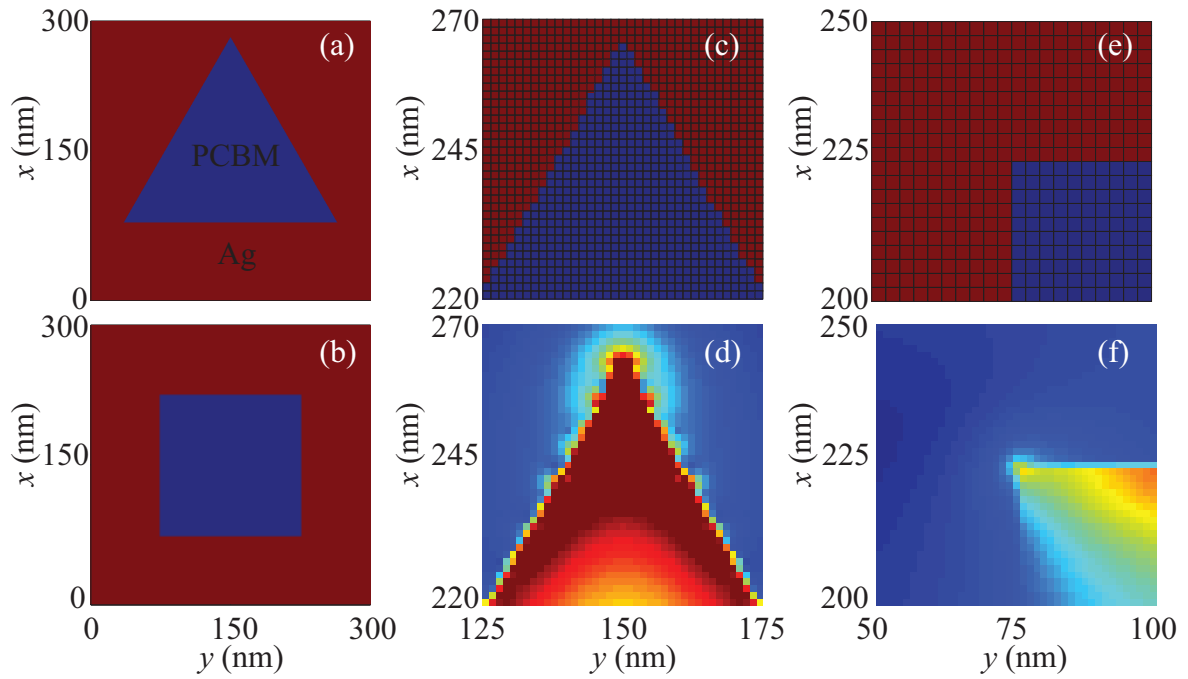 300
(a)
150
x (nm)
PCBM
Ag
0
270
(c)
245
x (nm)
220
250
(e)
225
x (nm)
200
300
(b)
150
x (nm)
0
0 150 300
y (nm)
270
(d)
245
x (nm)
220
125 150 175
y (nm)
250
(f)
225
x (nm)
200
50 75 100
y (nm)